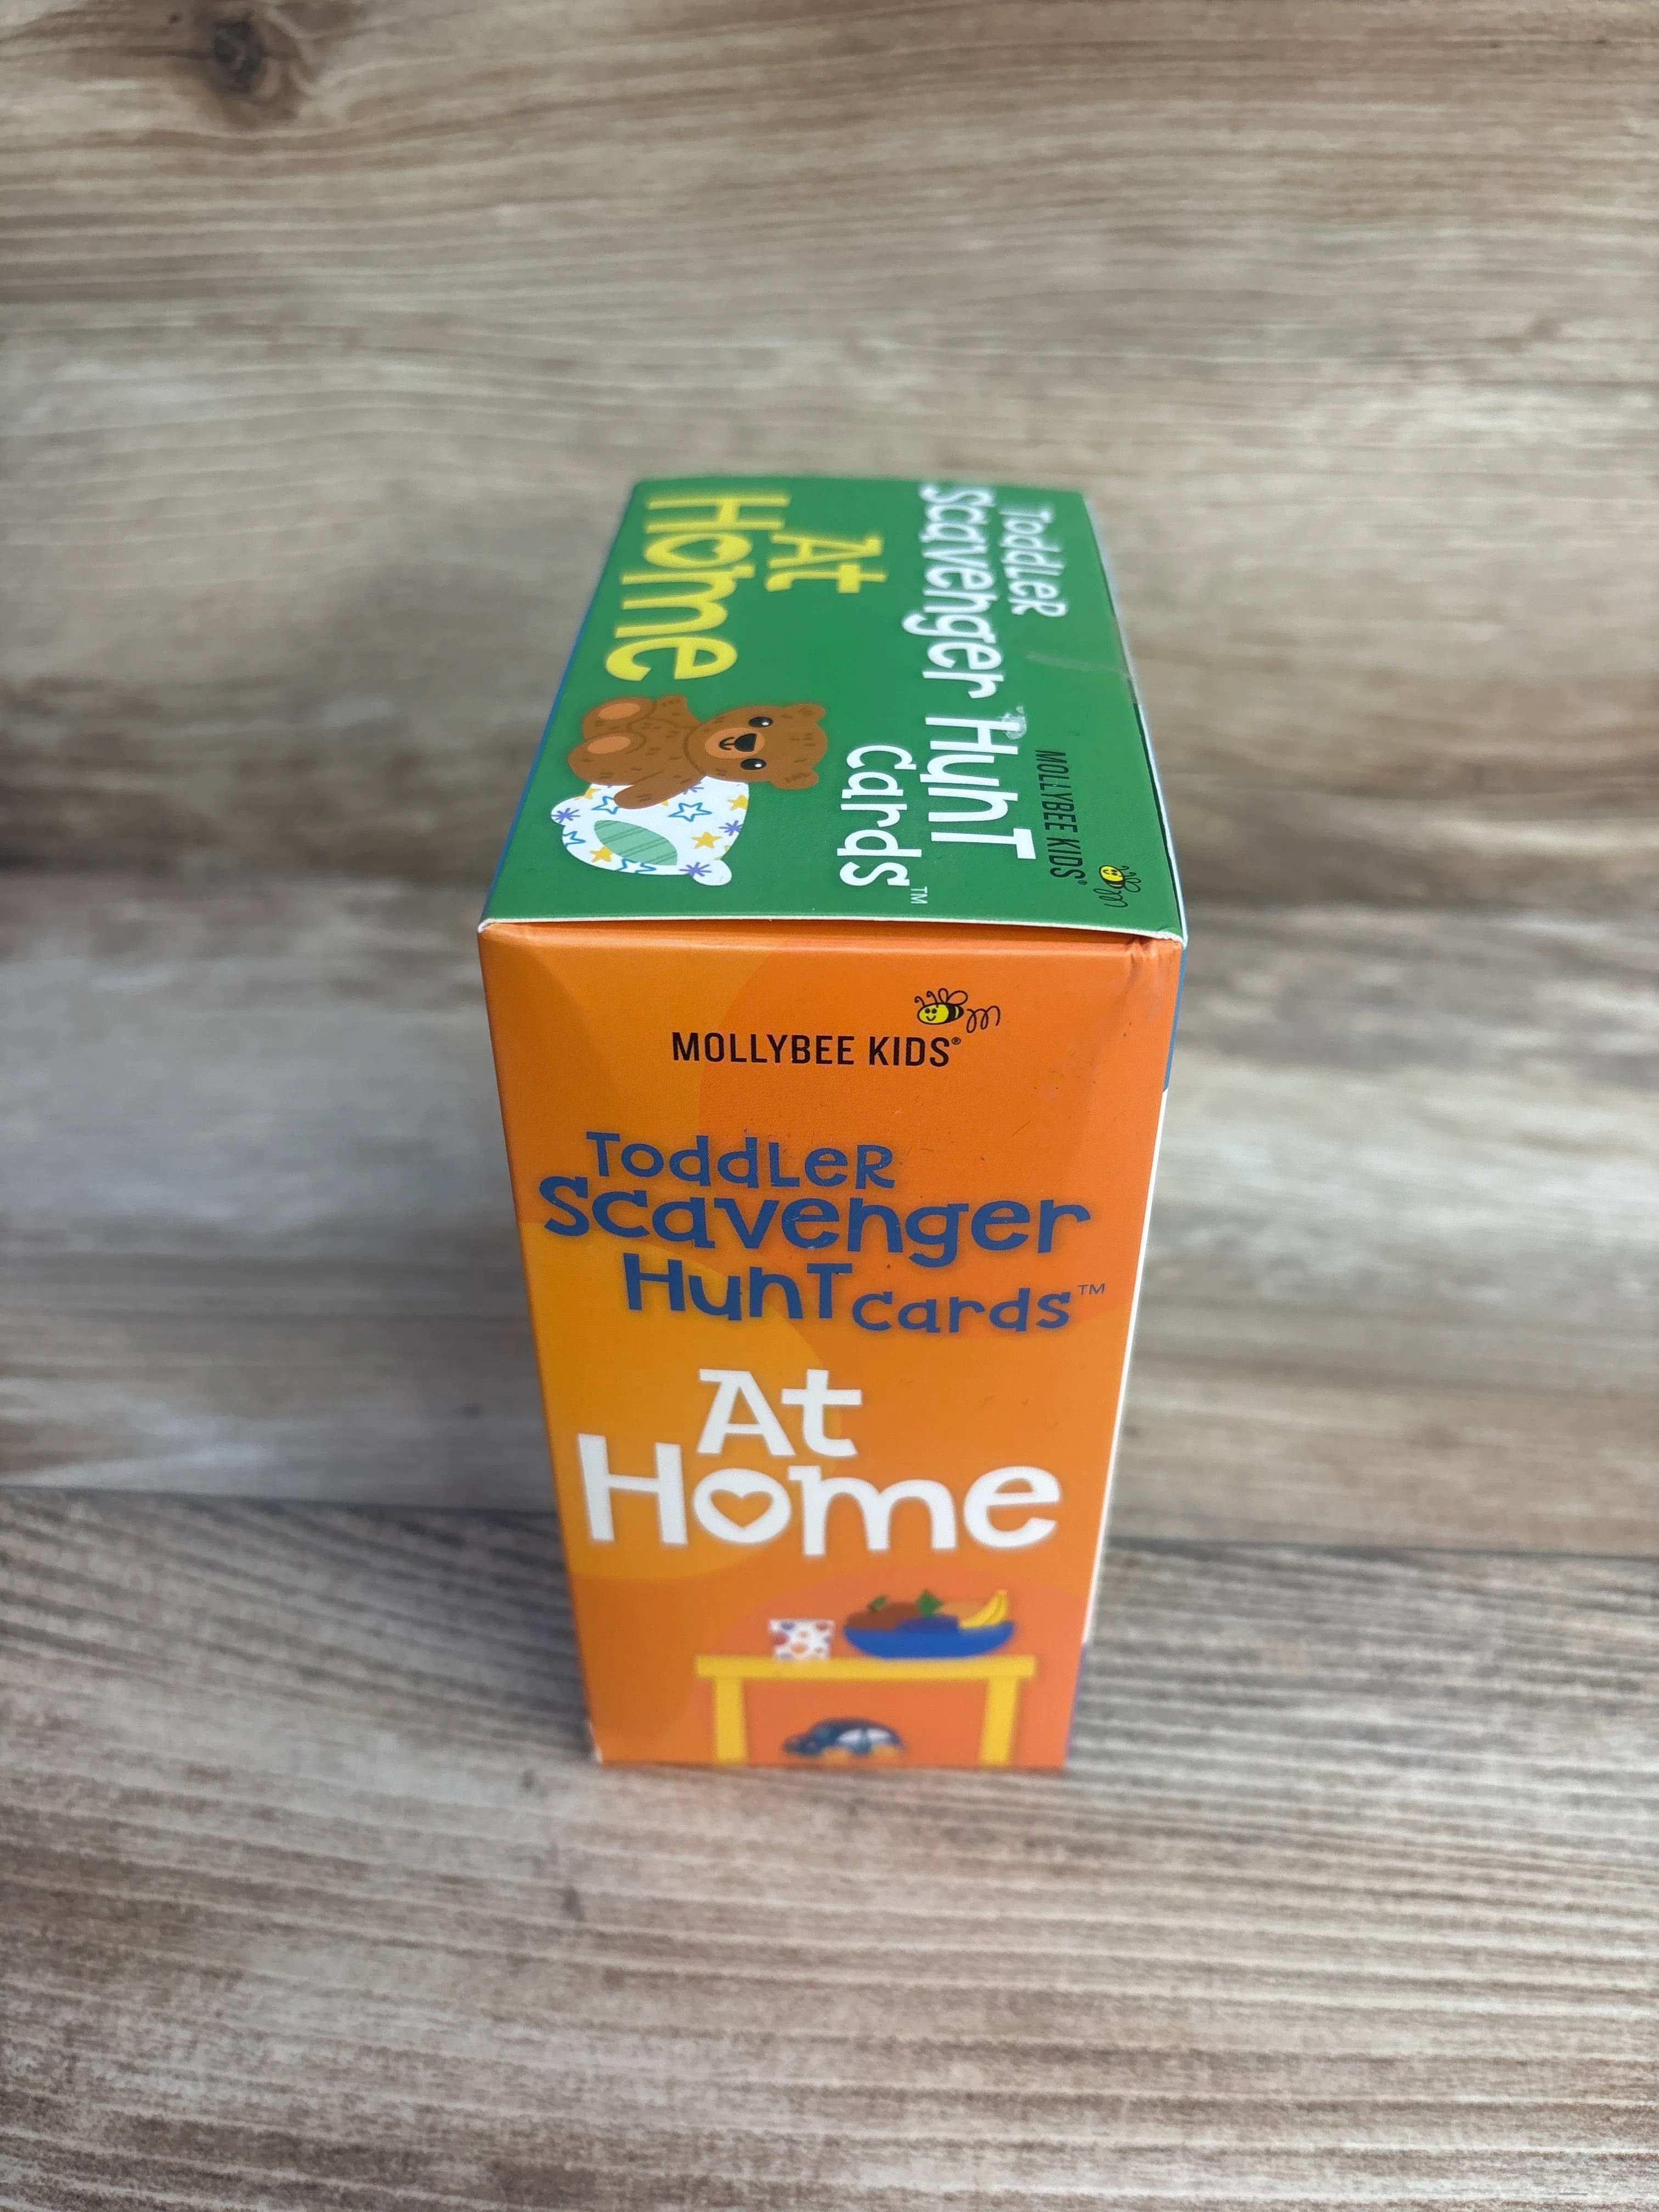 MOLLYBEE KIDS®
Toddler
Scavenger Hunt
Cards™
At
Home
MOLLYBEE KIDS®
Toddler
Scavenger
Hunt Cards™
At
Home